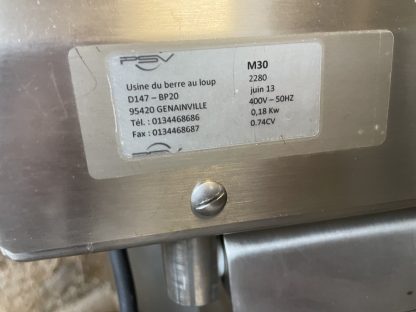 PSV
M30
Usine du berre au loup
2280
D147 – BP20
juin 13
95420 GENAINVILLE
400V – 50HZ
Tél. : 0134468686
0,18 Kw
Fax : 0134468687
0.74CV
PSV